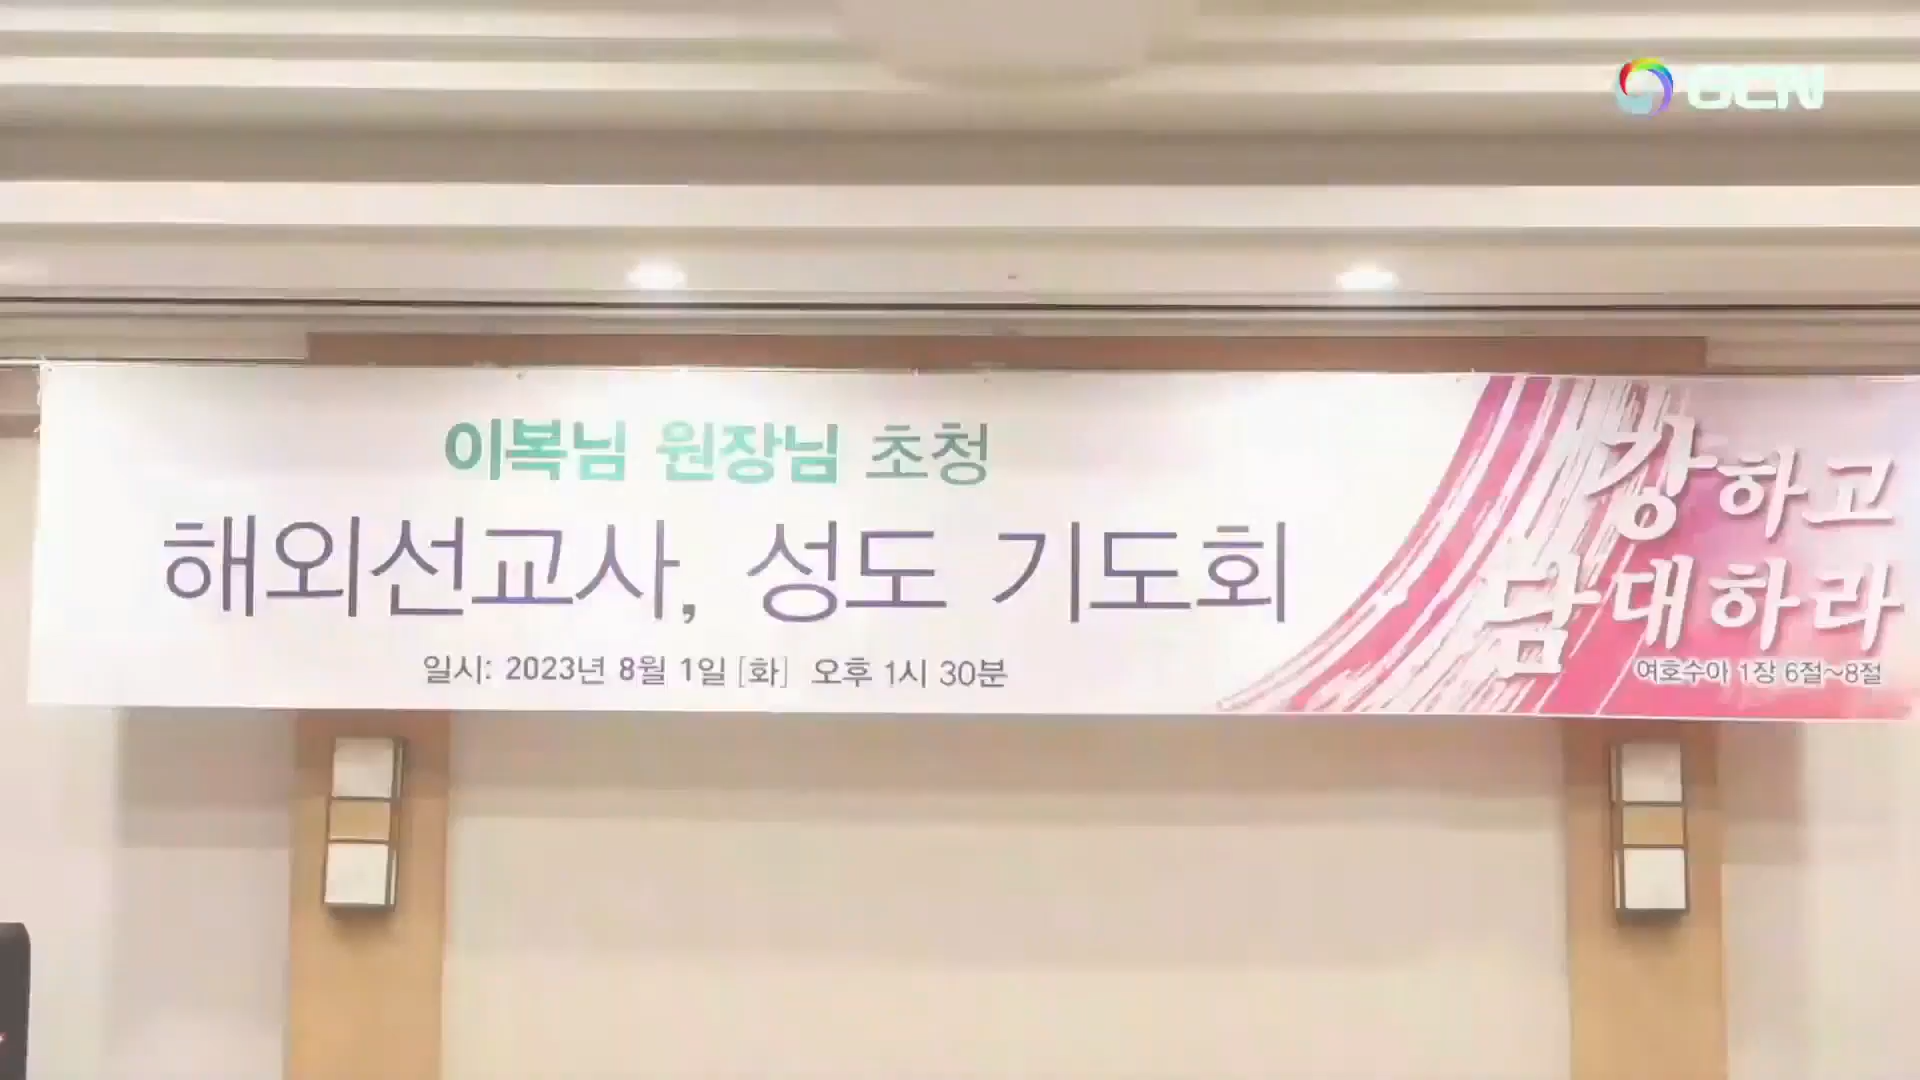 GCN
이복님 원장님 초청
해외선교사, 성도 기도회
일시: 2023년 8월 1일 [화] 오후 1시 30분
강하고
담대하라
여호수아 1장 6절~8절